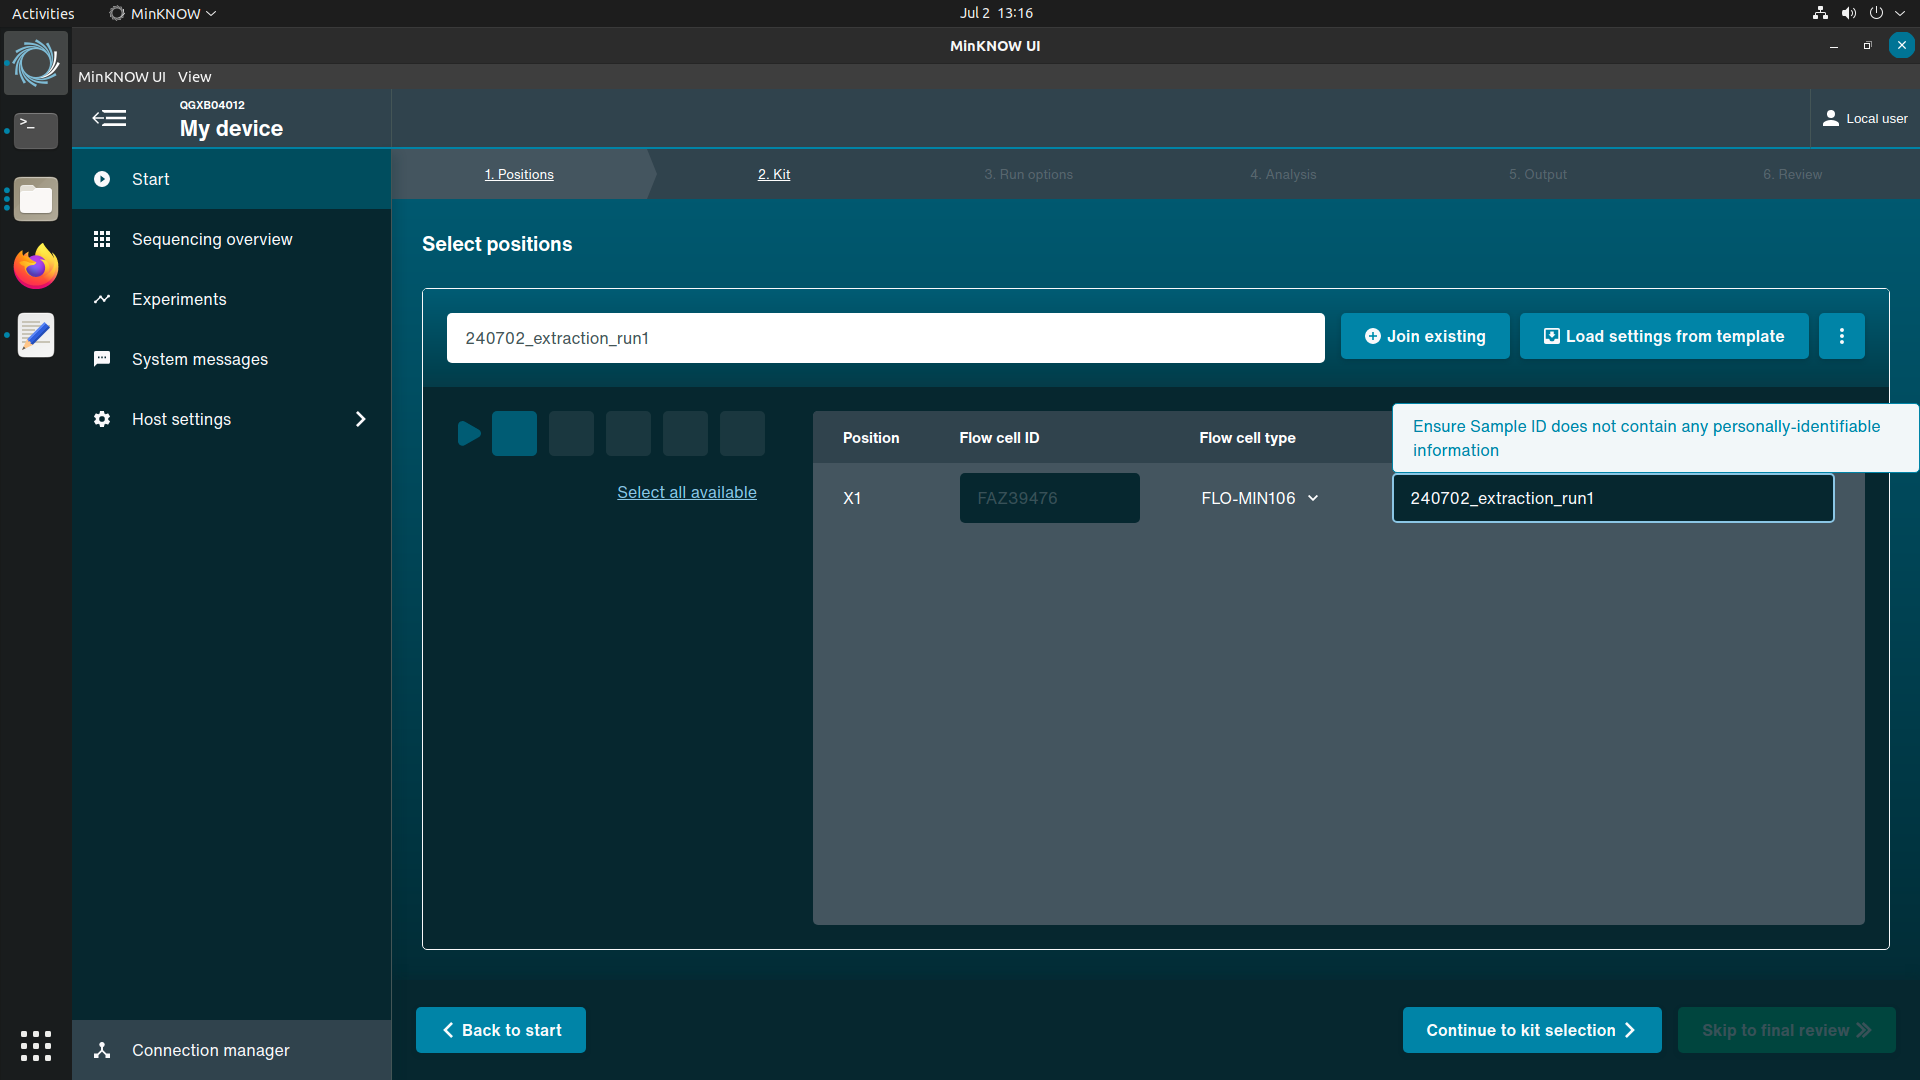 Activities
MinKNOW
Jul 2 13:16
MinKNOW UI
MinKNOW UI View
QGXB04012
My device
Local user
Start
Sequencing overview
Experiments
System messages
Host settings
Connection manager
1. Positions
2. Kit
3. Run options
4. Analysis
5. Output
6. Review
Select positions
240702_extraction_run1
Join existing
Load settings from template
Select all available
Position
Flow cell ID
Flow cell type
Ensure Sample ID does not contain any personally-identifiable
information
X1
FAZ39476
FLO-MIN106
240702_extraction_run1
Back to start
Continue to kit selection
Skip to final review